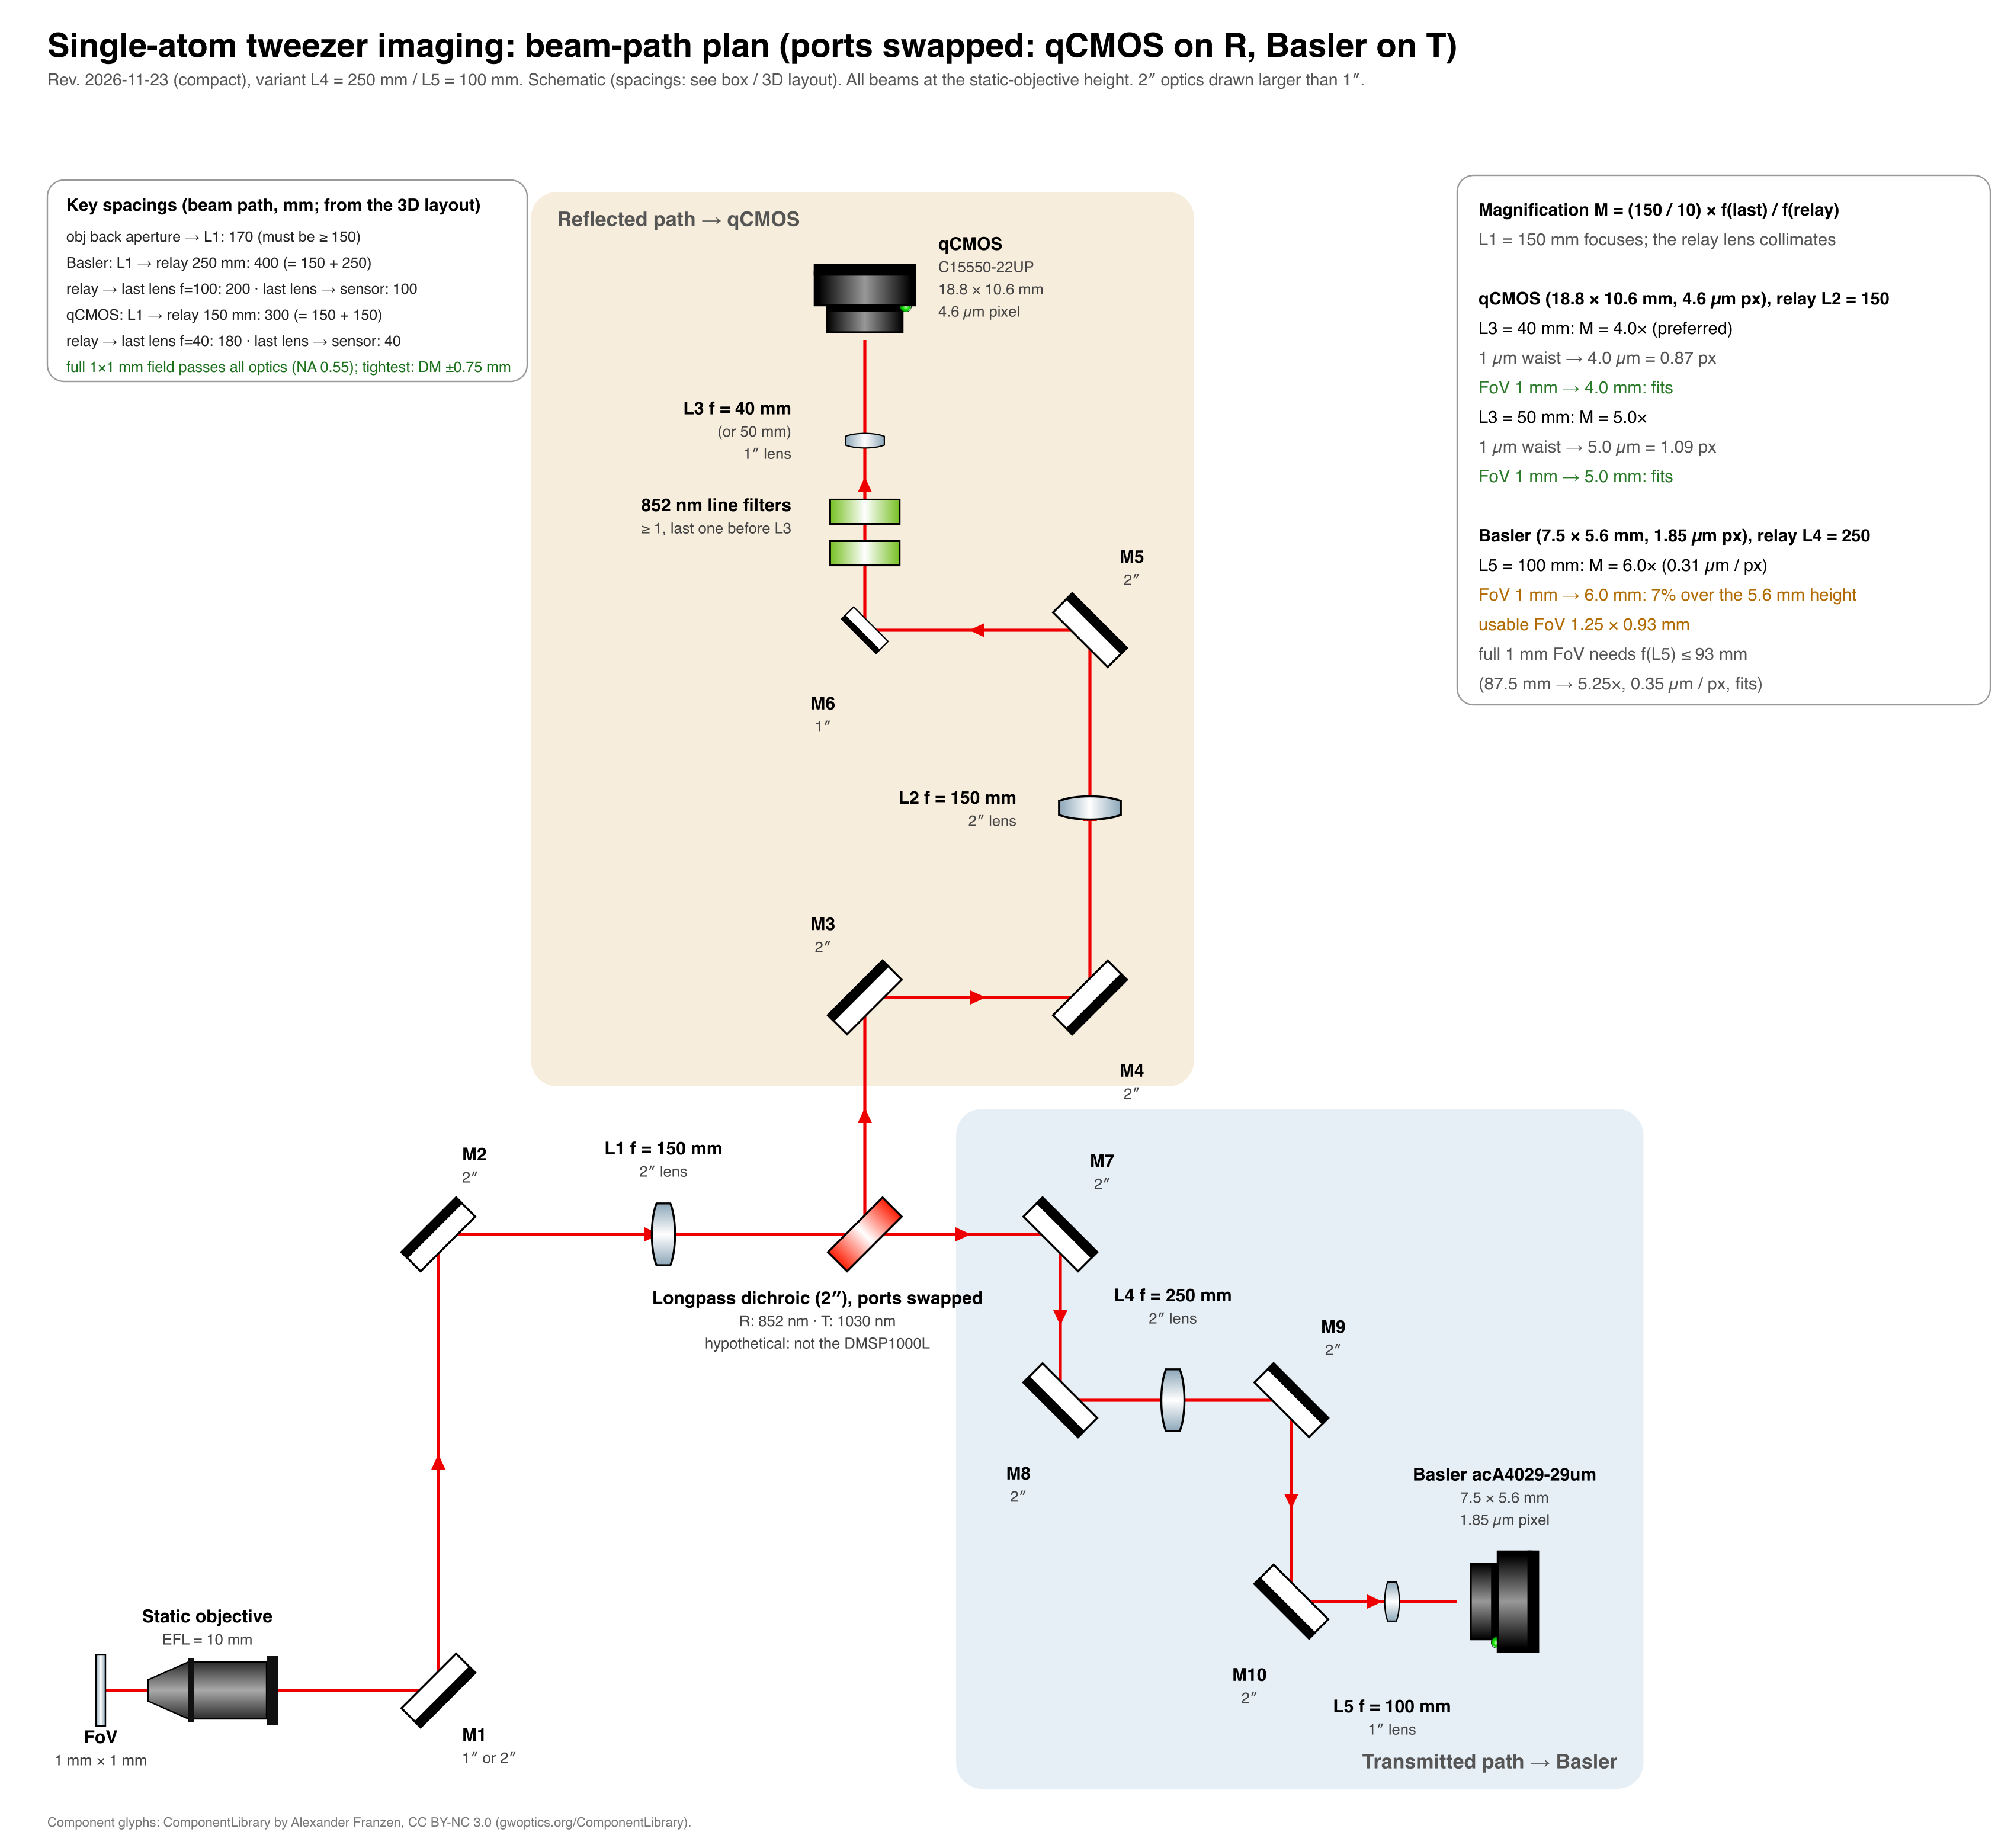 Single-atom tweezer imaging: beam-path plan (ports swapped: qCMOS on R, Basler on T)
Rev. 2026-11-23 (compact), variant L4 = 250 mm / L5 = 100 mm. Schematic (spacings: see box / 3D layout). All beams at the static-objective height. 2″ optics drawn larger than 1″.
Key spacings (beam path, mm; from the 3D layout)
obj back aperture → L1: 170 (must be ≥ 150)
Basler: L1 → relay 250 mm: 400 (= 150 + 250)
relay → last lens f=100: 200 · last lens → sensor: 100
qCMOS: L1 → relay 150 mm: 300 (= 150 + 150)
relay → last lens f=40: 180 · last lens → sensor: 40
full 1×1 mm field passes all optics (NA 0.55); tightest: DM ±0.75 mm
Reflected path → qCMOS
qCMOS
C15550-22UP
18.8 × 10.6 mm
4.6 µm pixel
L3 f = 40 mm
(or 50 mm)
1″ lens
852 nm line filters
≥ 1, last one before L3
M5
2″
M6
1″
L2 f = 150 mm
2″ lens
M3
2″
M4
2″
Magnification M = (150 / 10) × f(last) / f(relay)
L1 = 150 mm focuses; the relay lens collimates
qCMOS (18.8 × 10.6 mm, 4.6 µm px), relay L2 = 150
L3 = 40 mm: M = 4.0× (preferred)
1 µm waist → 4.0 µm = 0.87 px
FoV 1 mm → 4.0 mm: fits
L3 = 50 mm: M = 5.0×
1 µm waist → 5.0 µm = 1.09 px
FoV 1 mm → 5.0 mm: fits
Basler (7.5 × 5.6 mm, 1.85 µm px), relay L4 = 250
L5 = 100 mm: M = 6.0× (0.31 µm / px)
FoV 1 mm → 6.0 mm: 7% over the 5.6 mm height
usable FoV 1.25 × 0.93 mm
full 1 mm FoV needs f(L5) ≤ 93 mm
(87.5 mm → 5.25×, 0.35 µm / px, fits)
M2
2″
L1 f = 150 mm
2″ lens
Longpass dichroic (2″), ports swapped
R: 852 nm · T: 1030 nm
hypothetical: not the DMSP1000L
M7
2″
L4 f = 250 mm
2″ lens
M9
2″
M8
2″
Basler acA4029-29um
7.5 × 5.6 mm
1.85 µm pixel
M10
2″
L5 f = 100 mm
1″ lens
Transmitted path → Basler
Static objective
EFL = 10 mm
FoV
1 mm × 1 mm
M1
1″ or 2″
Component glyphs: ComponentLibrary by Alexander Franzen, CC BY-NC 3.0 (gwoptics.org/ComponentLibrary).